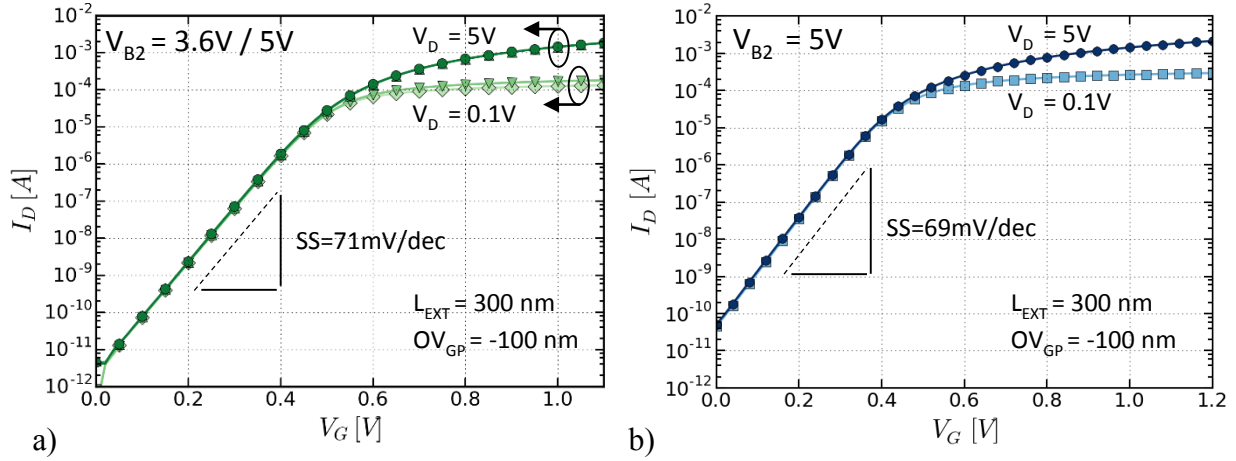 V_B2 = 3.6V / 5V
V_D = 5V
V_D = 0.1V
SS=71mV/dec
L_EXT = 300 nm
OV_GP = -100 nm
10^-2
10^-3
10^-4
10^-5
10^-6
10^-7
10^-8
10^-9
10^-10
10^-11
10^-12
I_D [A]
0.0 0.2 0.4 0.6 0.8 1.0
V_G [V]
a)
V_B2 = 5V
V_D = 5V
V_D = 0.1V
SS=69mV/dec
L_EXT = 300 nm
OV_GP = -100 nm
10^-2
10^-3
10^-4
10^-5
10^-6
10^-7
10^-8
10^-9
10^-10
10^-11
10^-12
I_D [A]
0.0 0.2 0.4 0.6 0.8 1.0 1.2
V_G [V]
b)